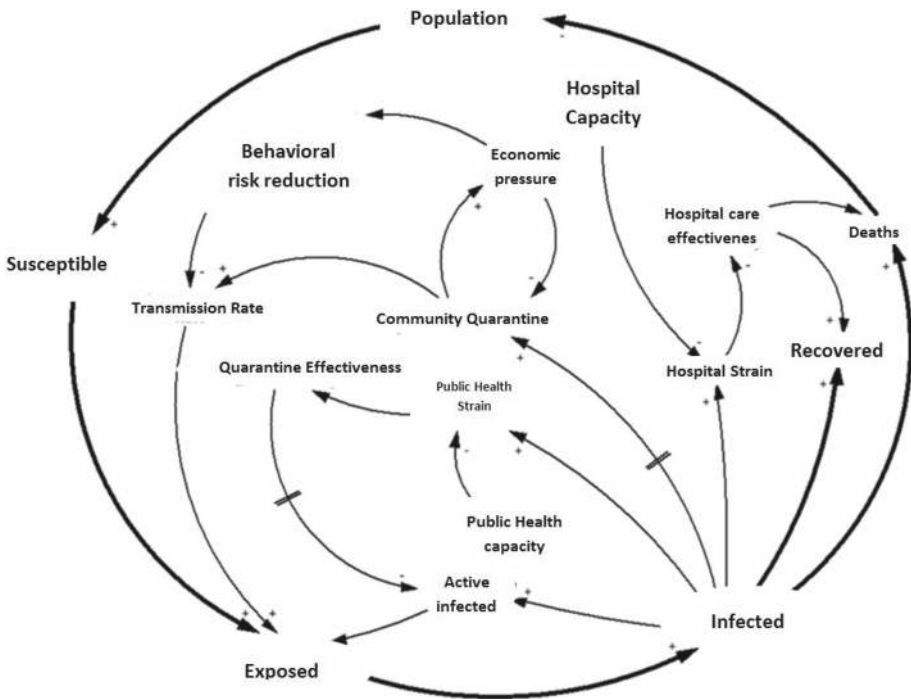 Population
Hospital
Capacity
Behavioral
risk reduction
Economic
pressure
Hospital care
effectivenes
Deaths
Susceptible
Transmission Rate
Community Quarantine
Quarantine Effectiveness
Public Health
Strain
Hospital Strain
Recovered
Public Health
capacity
Active
infected
Infected
Exposed